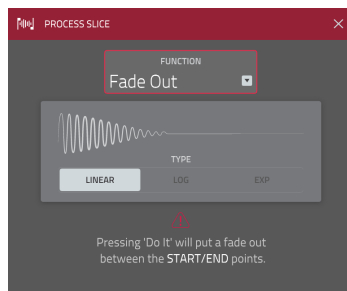 PROCESS SLICE
FUNCTION
Fade Out
TYPE
LINEAR LOG EXP
Pressing 'Do It' will put a fade out
between the START/END points.